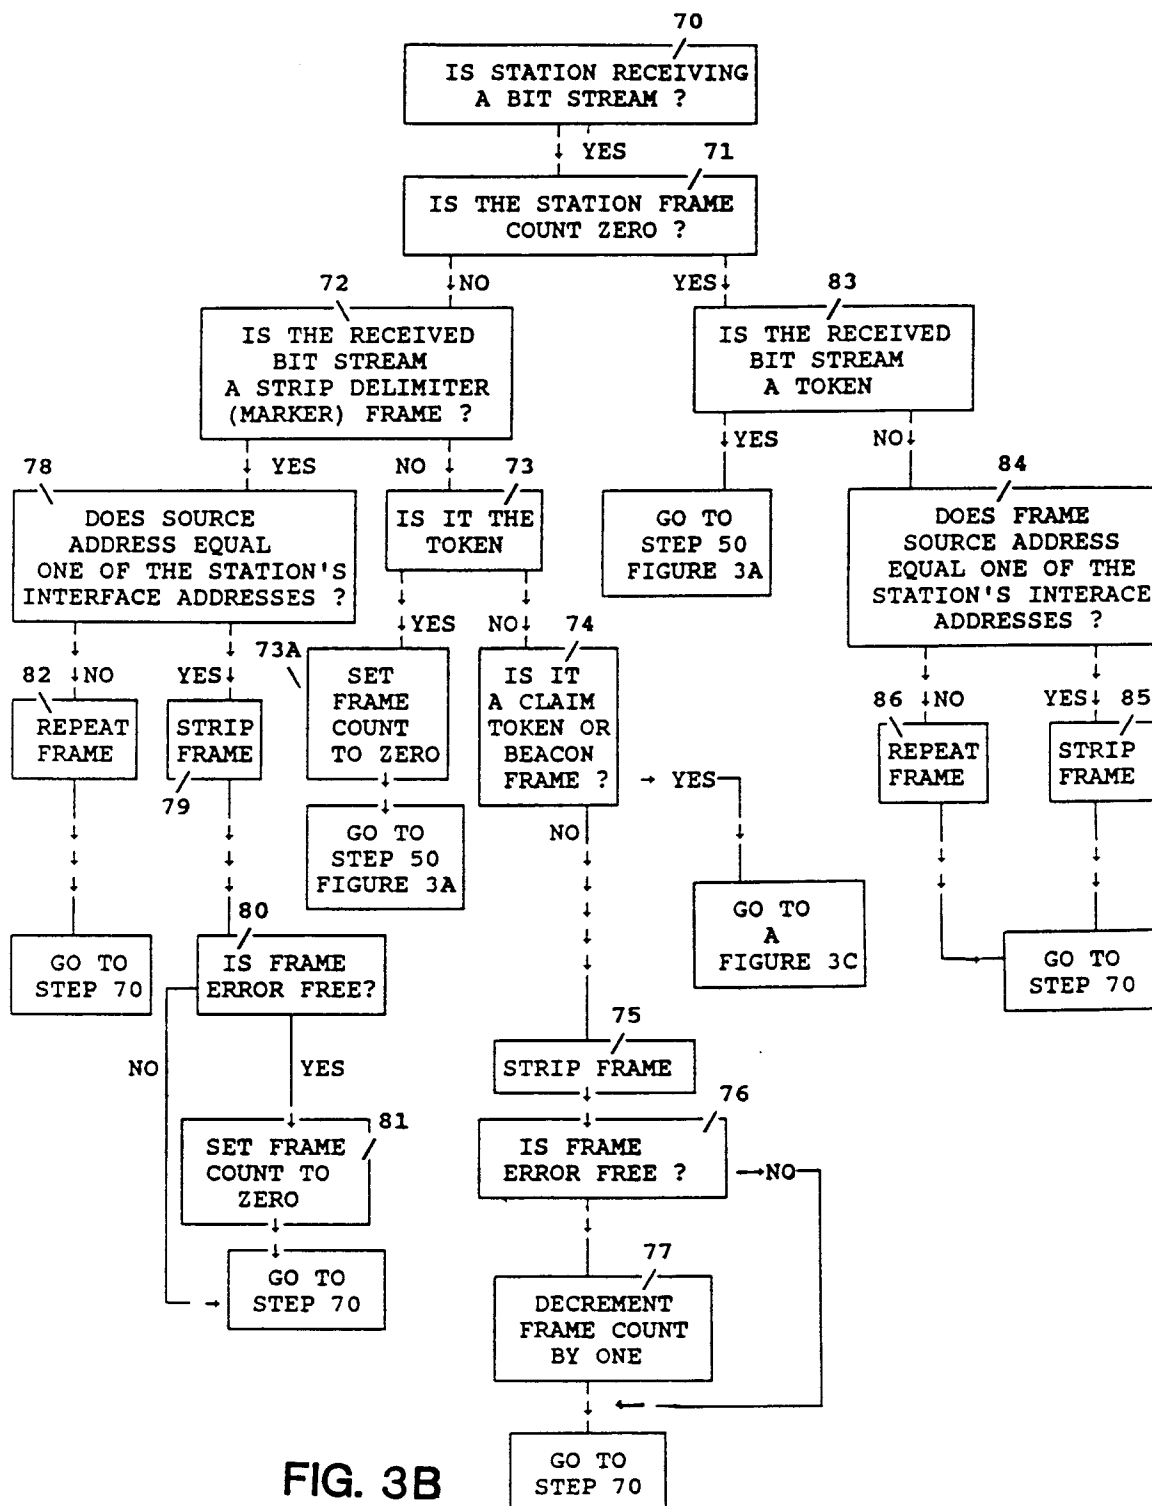 70
IS STATION RECEIVING
A BIT STREAM ?
YES
71
IS THE STATION FRAME
COUNT ZERO ?
NO
YES
72
IS THE RECEIVED
BIT STREAM
A STRIP DELIMITER
(MARKER) FRAME ?
83
IS THE RECEIVED
BIT STREAM
A TOKEN
YES
NO
YES
NO
78
DOES SOURCE
ADDRESS EQUAL
ONE OF THE STATION'S
INTERFACE ADDRESSES ?
73
IS IT THE
TOKEN
GO TO
STEP 50
FIGURE 3A
84
DOES FRAME
SOURCE ADDRESS
EQUAL ONE OF THE
STATION'S INTERACE
ADDRESSES ?
NO
YES
YES
NO
NO
YES
82
REPEAT
FRAME
STRIP
FRAME
79
73A
SET
FRAME
COUNT
TO ZERO
74
IS IT
A CLAIM
TOKEN OR
BEACON
FRAME ?
YES
86
REPEAT
FRAME
85
STRIP
FRAME
GO TO
STEP 50
FIGURE 3A
NO
GO TO
A
FIGURE 3C
GO TO
STEP 70
80
IS FRAME
ERROR FREE?
GO TO
STEP 70
NO
YES
75
STRIP FRAME
76
IS FRAME
ERROR FREE ?
NO
81
SET FRAME
COUNT TO
ZERO
GO TO
STEP 70
77
DECREMENT
FRAME COUNT
BY ONE
GO TO
STEP 70
FIG. 3B